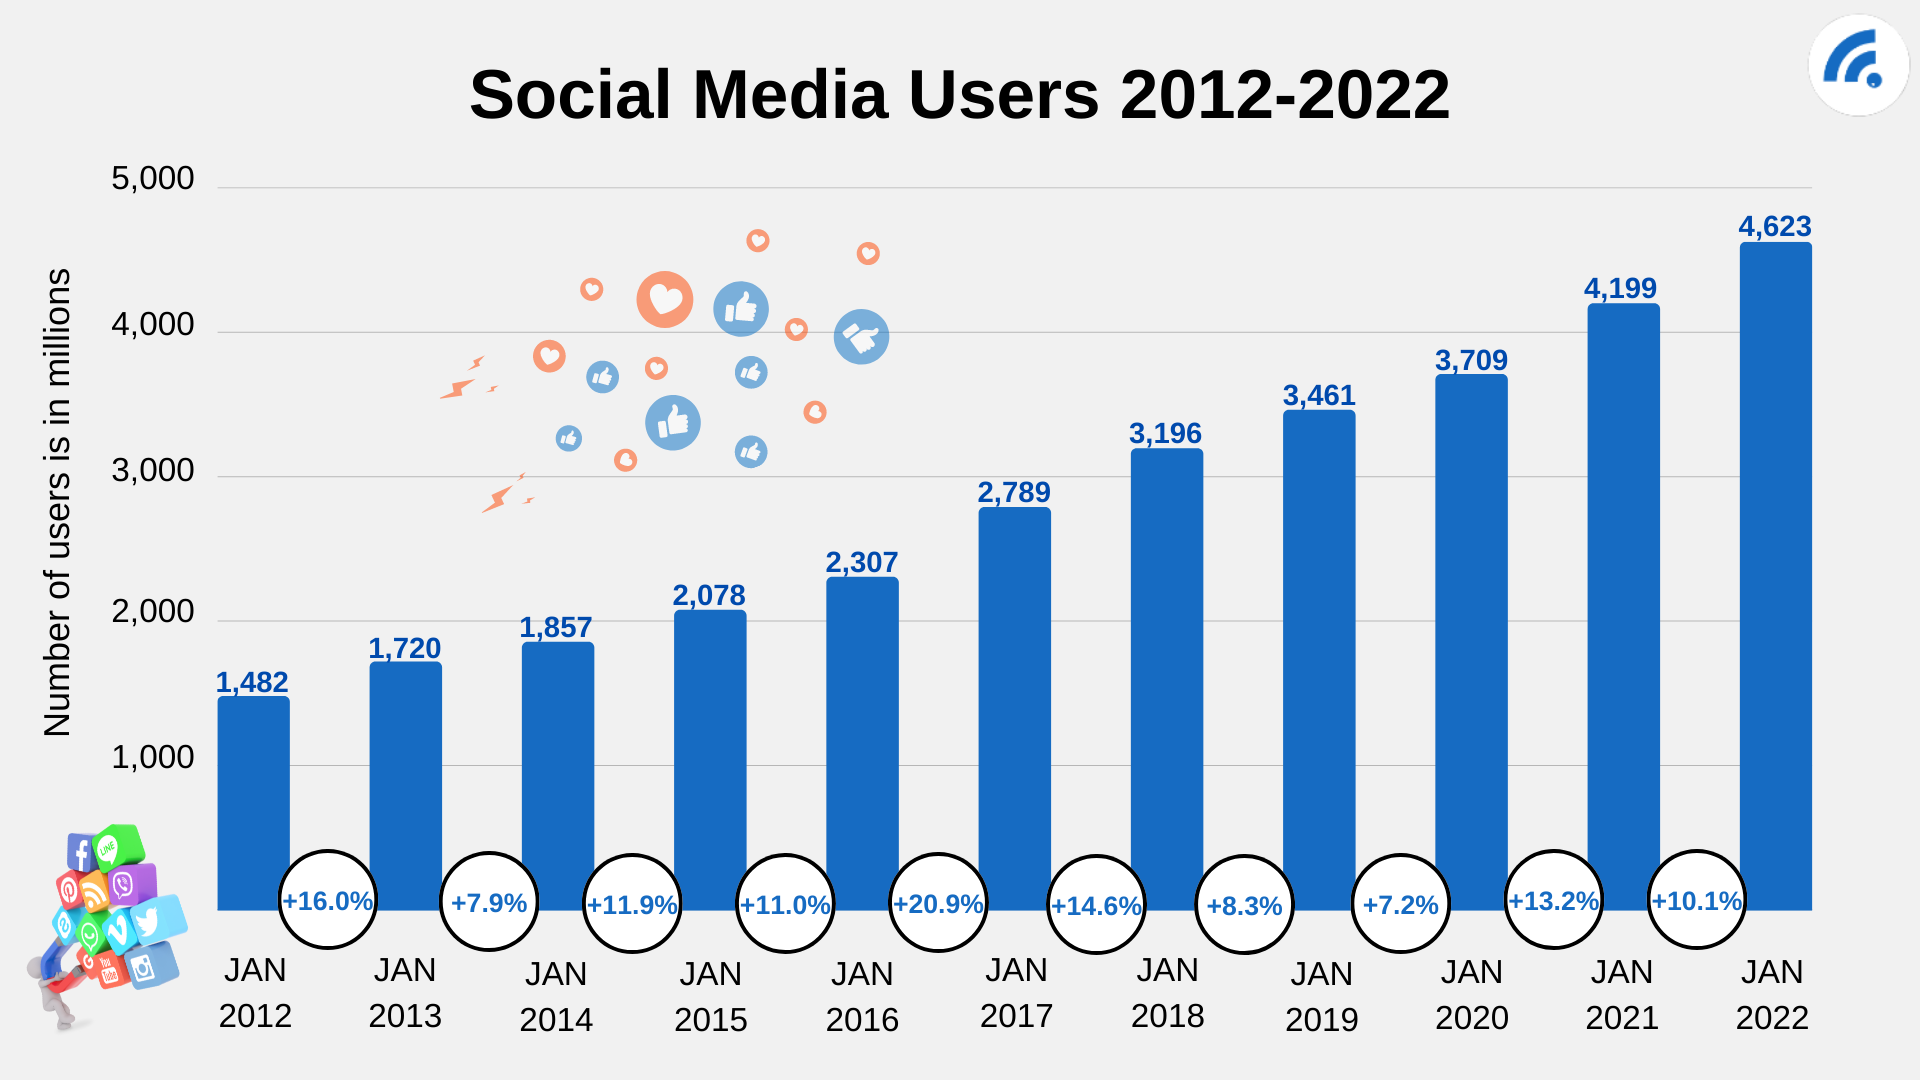 Social Media Users 2012-2022
Number of users is in millions
5,000
4,000
3,000
2,000
1,000
1,482
1,720
1,857
2,078
2,307
2,789
3,196
3,461
3,709
4,199
4,623
+16.0%
+7.9%
+11.9%
+11.0%
+20.9%
+14.6%
+8.3%
+7.2%
+13.2%
+10.1%
JAN
2012
JAN
2013
JAN
2014
JAN
2015
JAN
2016
JAN
2017
JAN
2018
JAN
2019
JAN
2020
JAN
2021
JAN
2022
LINE
You
Tube